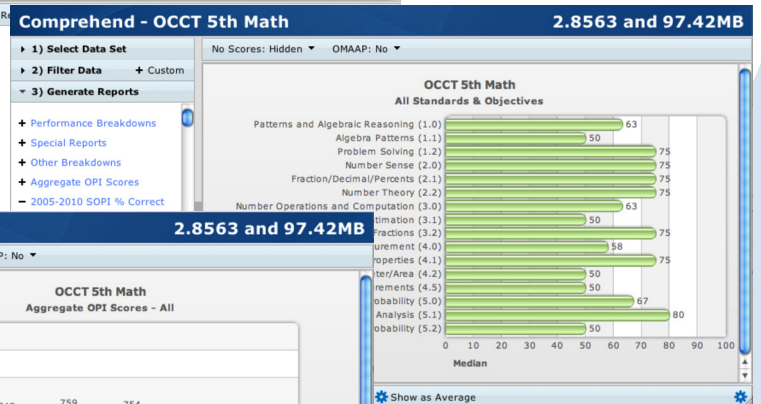 Re
Comprehend - OCCT 5th Math 2.8563 and 97.42MB
1) Select Data Set
2) Filter Data + Custom
3) Generate Reports
+ Performance Breakdowns
+ Special Reports
+ Other Breakdowns
+ Aggregate OPI Scores
− 2005-2010 SOPI % Correct
No Scores: Hidden ▼ OMAAP: No ▼
OCCT 5th Math
All Standards & Objectives
Patterns and Algebraic Reasoning (1.0) 63
Algebra Patterns (1.1) 50
Problem Solving (1.2) 75
Number Sense (2.0) 75
Fraction/Decimal/Percents (2.1) 75
Number Theory (2.2) 75
Number Operations and Computation (3.0) 63
timation (3.1) 50
Fractions (3.2) 75
urement (4.0) 58
roperties (4.1) 75
ter/Area (4.2) 50
rements (4.5) 50
obability (5.0) 67
Analysis (5.1) 80
obability (5.2) 50
0 10 20 30 40 50 60 70 80 90 100
Median
Show as Average
2.8563 and 97.42MB
P: No ▼
OCCT 5th Math
Aggregate OPI Scores - All
759 754